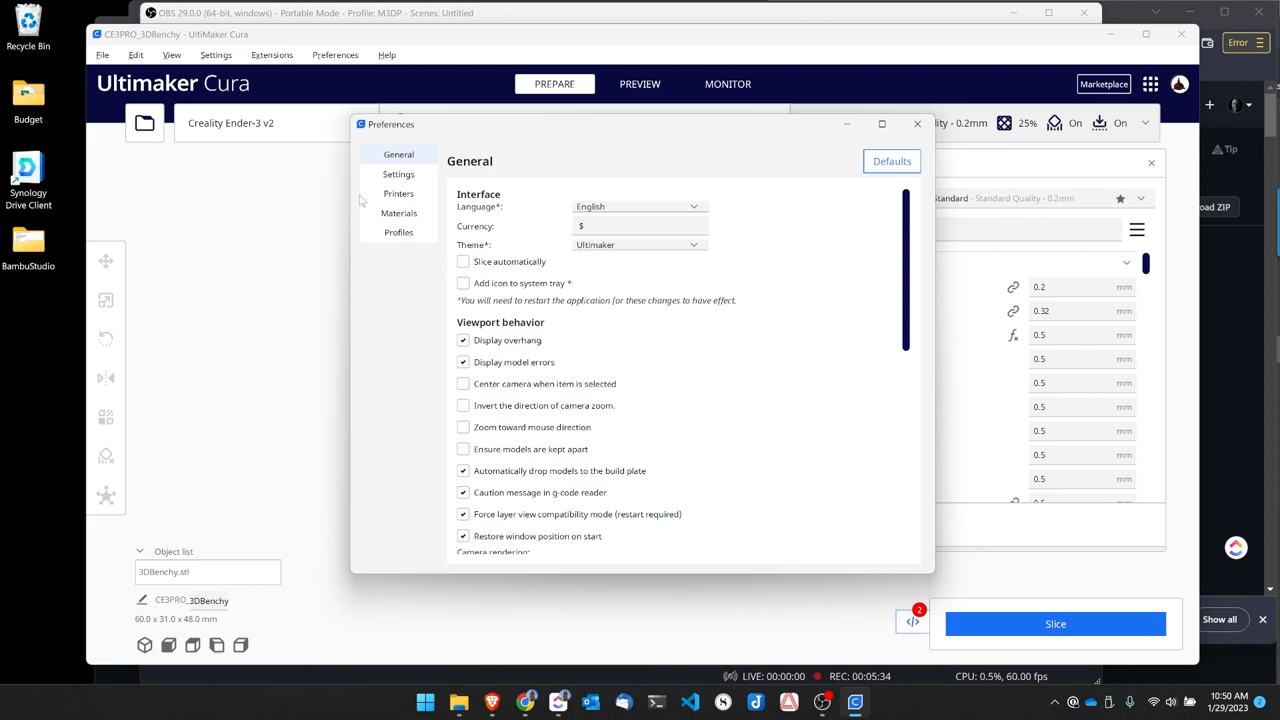 OBS 29.0.0 (64-bit, windows) - Portable Mode - Profile: M3DP - Scenes: Untitled
Recycle Bin
CE3PRO_3DBenchy - UltiMaker Cura
Error
File Edit View Settings Extensions Preferences Help
Ultimaker Cura
PREPARE PREVIEW MONITOR
Marketplace
Budget
Creality Ender-3 v2
Preferences
lity - 0.2mm 25% On On
Tip
General
Settings
Printers
Materials
Profiles
General
Defaults
Synology
Drive Client
Standard - Standard Quality - 0.2mm
oad ZIP
Interface
Language*: English
Currency: $
Theme*: Ultimaker
Slice automatically
Add icon to system tray *
*You will need to restart the application for these changes to have effect.
BambuStudio
Viewport behavior
Display overhang
Display model errors
Center camera when item is selected
Invert the direction of camera zoom.
Zoom toward mouse direction
Ensure models are kept apart
Automatically drop models to the build plate
Caution message in g-code reader
Force layer view compatibility mode (restart required)
Restore window position on start
Camera rendering:
0.2 mm
0.32 mm
0.5 mm
0.5 mm
0.5 mm
0.5 mm
0.5 mm
0.5 mm
0.5 mm
0.5 mm
Object list
3DBenchy.stl
CE3PRO_3DBenchy
60.0 x 31.0 x 48.0 mm
2
Slice
Show all
LIVE: 00:00:00 REC: 00:05:34 CPU: 0.5%, 60.00 fps
10:50 AM
1/29/2023